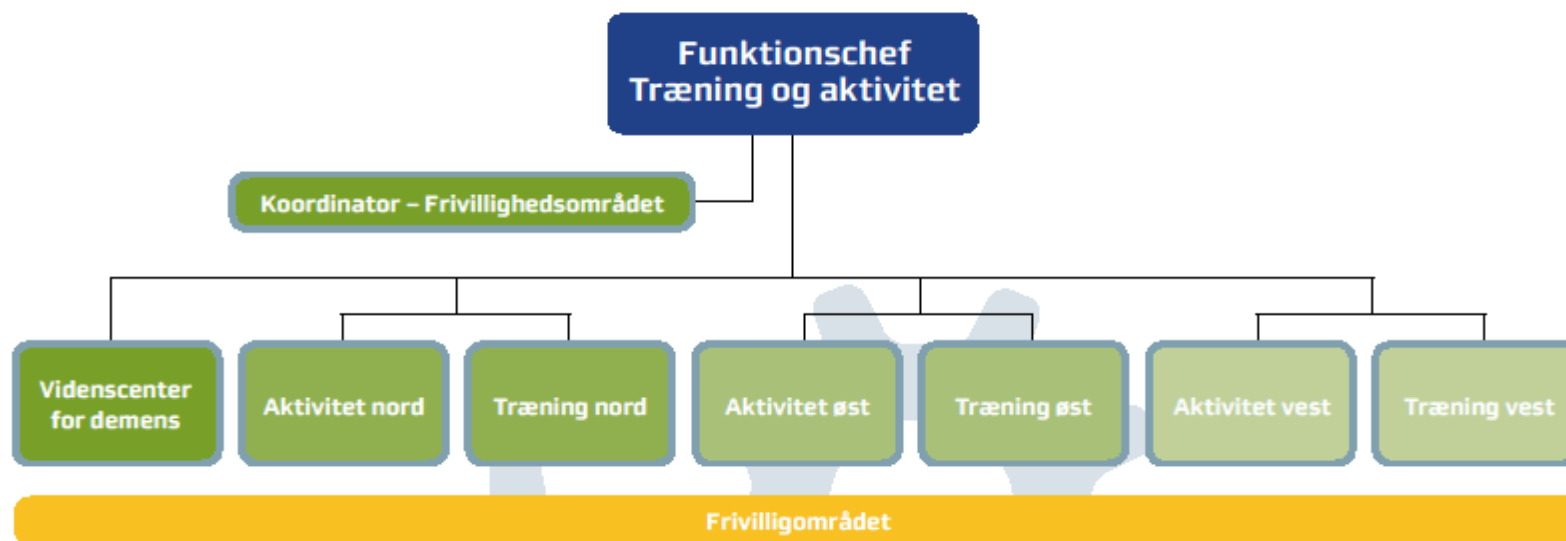 Funktionschef
Træning og aktivitet
Koordinator – Frivillighedsområdet
Videnscenter
for demens
Aktivitet nord
Træning nord
Aktivitet øst
Træning øst
Aktivitet vest
Træning vest
Frivilligområdet